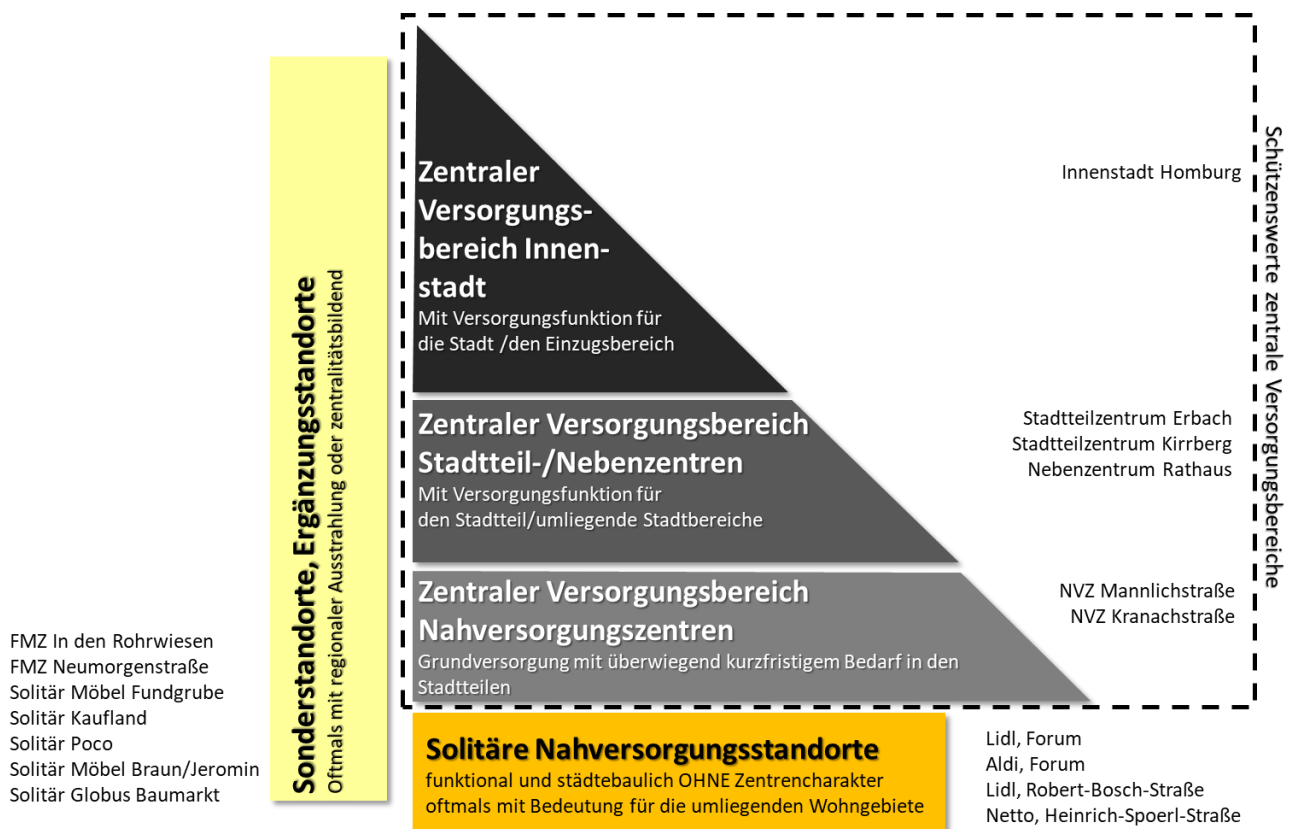 Zentraler
Versorgungs-
bereich Innen-
stadt
Mit Versorgungsfunktion für
die Stadt /den Einzugsbereich
Innenstadt Homburg
Zentraler Versorgungsbereich
Stadtteil-/Nebenzentren
Mit Versorgungsfunktion für
den Stadtteil/umliegende Stadtbereiche
Stadtteilzentrum Erbach
Stadtteilzentrum Kirrberg
Nebenzentrum Rathaus
Zentraler Versorgungsbereich
Nahversorgungszentren
Grundversorgung mit überwiegend kurzfristigem Bedarf in den
Stadtteilen
NVZ Mannlichstraße
NVZ Kranachstraße
Schützenswerte zentrale Versorgungsbereiche
Sonderstandorte, Ergänzungsstandorte
Oftmals mit regionaler Ausstrahlung oder zentralitätsbildend
FMZ In den Rohrwiesen
FMZ Neumorgenstraße
Solitär Möbel Fundgrube
Solitär Kaufland
Solitär Poco
Solitär Möbel Braun/Jeromin
Solitär Globus Baumarkt
Solitäre Nahversorgungsstandorte
funktional und städtebaulich OHNE Zentrencharakter
oftmals mit Bedeutung für die umliegenden Wohngebiete
Lidl, Forum
Aldi, Forum
Lidl, Robert-Bosch-Straße
Netto, Heinrich-Spoerl-Straße